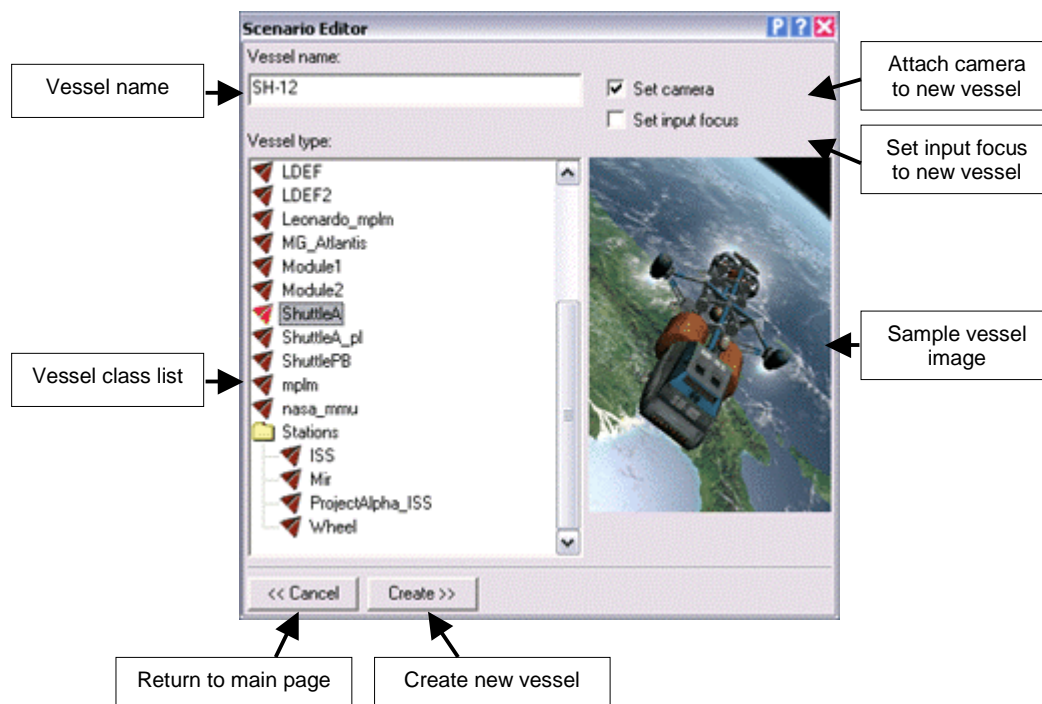 Scenario Editor
P ? X
Vessel name:
SH-12
Set camera
Set input focus
Vessel type:
LDEF
LDEF2
Leonardo_mplm
MG_Atlantis
Module1
Module2
ShuttleA
ShuttleA_pl
ShuttlePB
mplm
nasa_mmu
Stations
ISS
Mir
ProjectAlpha_ISS
Wheel
<< Cancel
Create >>
Vessel name
Vessel class list
Attach camera
to new vessel
Set input focus
to new vessel
Sample vessel
image
Return to main page
Create new vessel